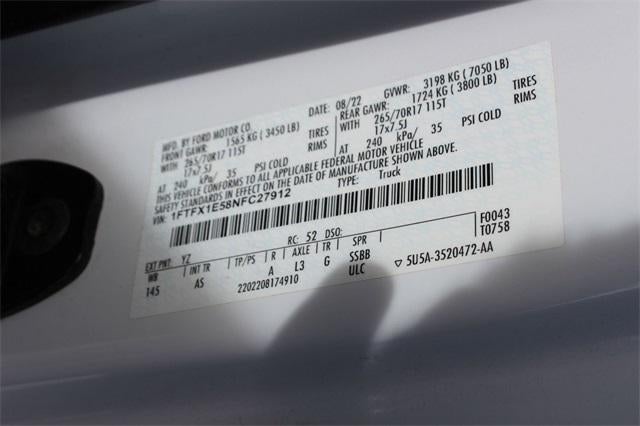 MFD. BY FORD MOTOR CO. DATE: 08/22 GVWR: 3198 KG ( 7050 LB)
FRONT GAWR: 1565 KG ( 3450 LB) REAR GAWR: 1724 KG ( 3800 LB)
265/70R17 115T TIRES WITH 265/70R17 115T TIRES
17x7.5J RIMS 17x7.5J RIMS
AT 240 kPa/ 35 PSI COLD AT 240 kPa/ 35 PSI COLD
THIS VEHICLE CONFORMS TO ALL APPLICABLE FEDERAL MOTOR VEHICLE
SAFETY STANDARDS IN EFFECT ON THE DATE OF MANUFACTURE SHOWN ABOVE.
VIN: 1FTFX1E58NFC27912 TYPE: Truck
F0043
T0758
EXT PNT: YZ RC: 52 DSO:
WB INT TR TP/PS R AXLE TR SPR
145 AS A L3 G SSBB
ULC
2202208174910
5U5A-3520472-AA